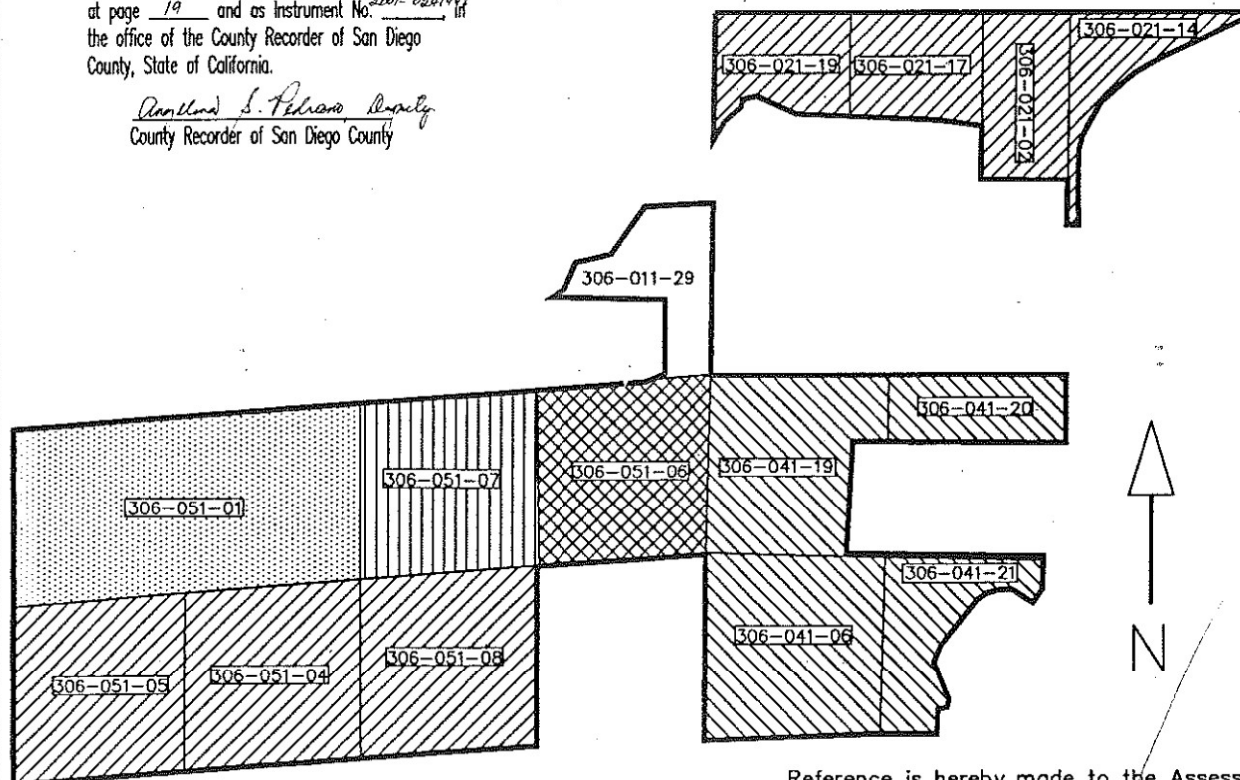 at page 19 and as Instrument No. in
the office of the County Recorder of San Diego
County, State of California.
S. Pedrano, Deputy
County Recorder of San Diego County
306-021-19
306-021-17
306-021-02
306-021-14
306-011-29
306-041-20
306-051-07
306-051-06
306-041-19
306-051-01
306-041-21
306-041-06
306-051-08
306-051-04
306-051-05
N
Reference is hereby made to the Assess